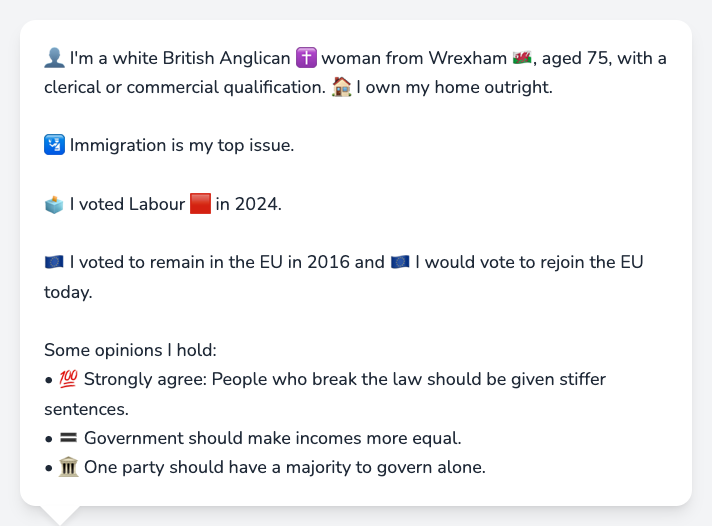 👤 I'm a white British Anglican ✝️ woman from Wrexham 🏴󠁧󠁢󠁷󠁬󠁳󠁿, aged 75, with a
clerical or commercial qualification. 🏠 I own my home outright.
🛂 Immigration is my top issue.
🗳️ I voted Labour 🟥 in 2024.
🇪🇺 I voted to remain in the EU in 2016 and 🇪🇺 I would vote to rejoin the EU
today.
Some opinions I hold:
• 💯 Strongly agree: People who break the law should be given stiffer
sentences.
• 🟰 Government should make incomes more equal.
• 🏛️ One party should have a majority to govern alone.